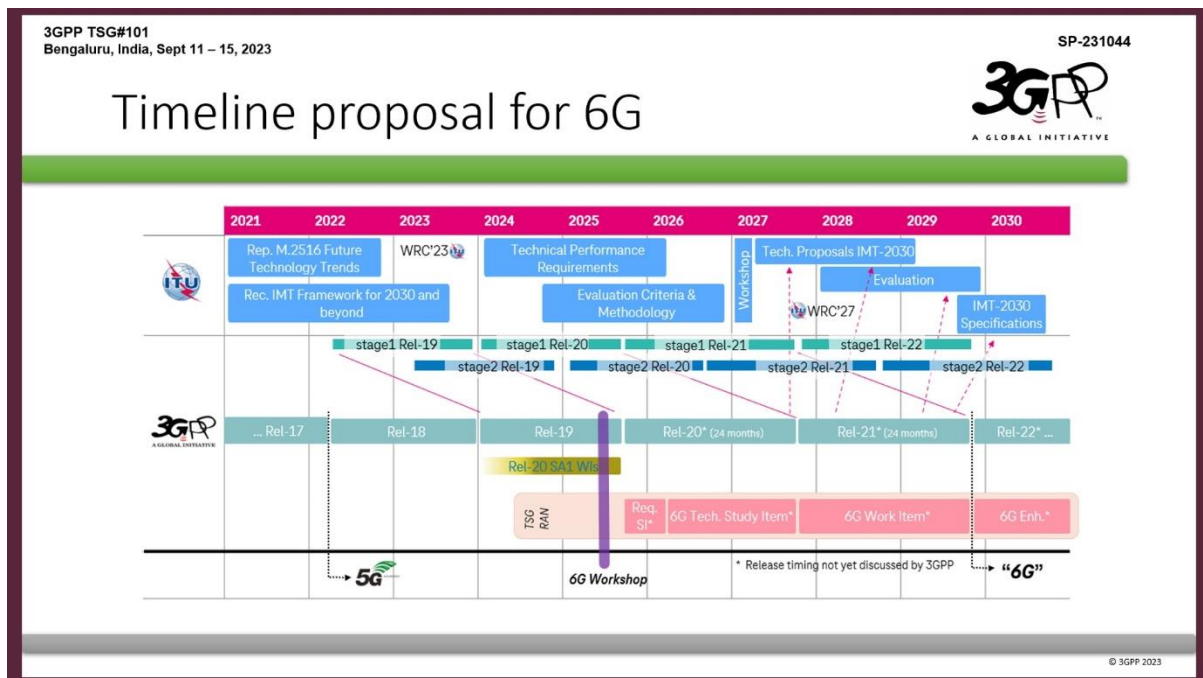 3GPP TSG#101
Bengaluru, India, Sept 11 – 15, 2023
SP-231044
3GPP
TM
A GLOBAL INITIATIVE
Timeline proposal for 6G
2021 2022 2023 2024 2025 2026 2027 2028 2029 2030
ITU
Rep. M.2516 Future
Technology Trends
WRC'23
Technical Performance
Requirements
Workshop
Tech. Proposals IMT-2030
Rec. IMT Framework for 2030 and
beyond
Evaluation Criteria &
Methodology
Evaluation
WRC'27
IMT-2030
Specifications
stage1 Rel-19 stage1 Rel-20 stage1 Rel-21 stage1 Rel-22
stage2 Rel-19 stage2 Rel-20 stage2 Rel-21 stage2 Rel-22
3GPP
A GLOBAL INITIATIVE
... Rel-17 Rel-18 Rel-19 Rel-20* (24 months) Rel-21* (24 months) Rel-22* ...
Rel-20 SA1 WIs
TSG
RAN
Req.
SI*
6G Tech. Study Item* 6G Work Item* 6G Enh.*
5G
6G Workshop
* Release timing not yet discussed by 3GPP
“6G”
© 3GPP 2023